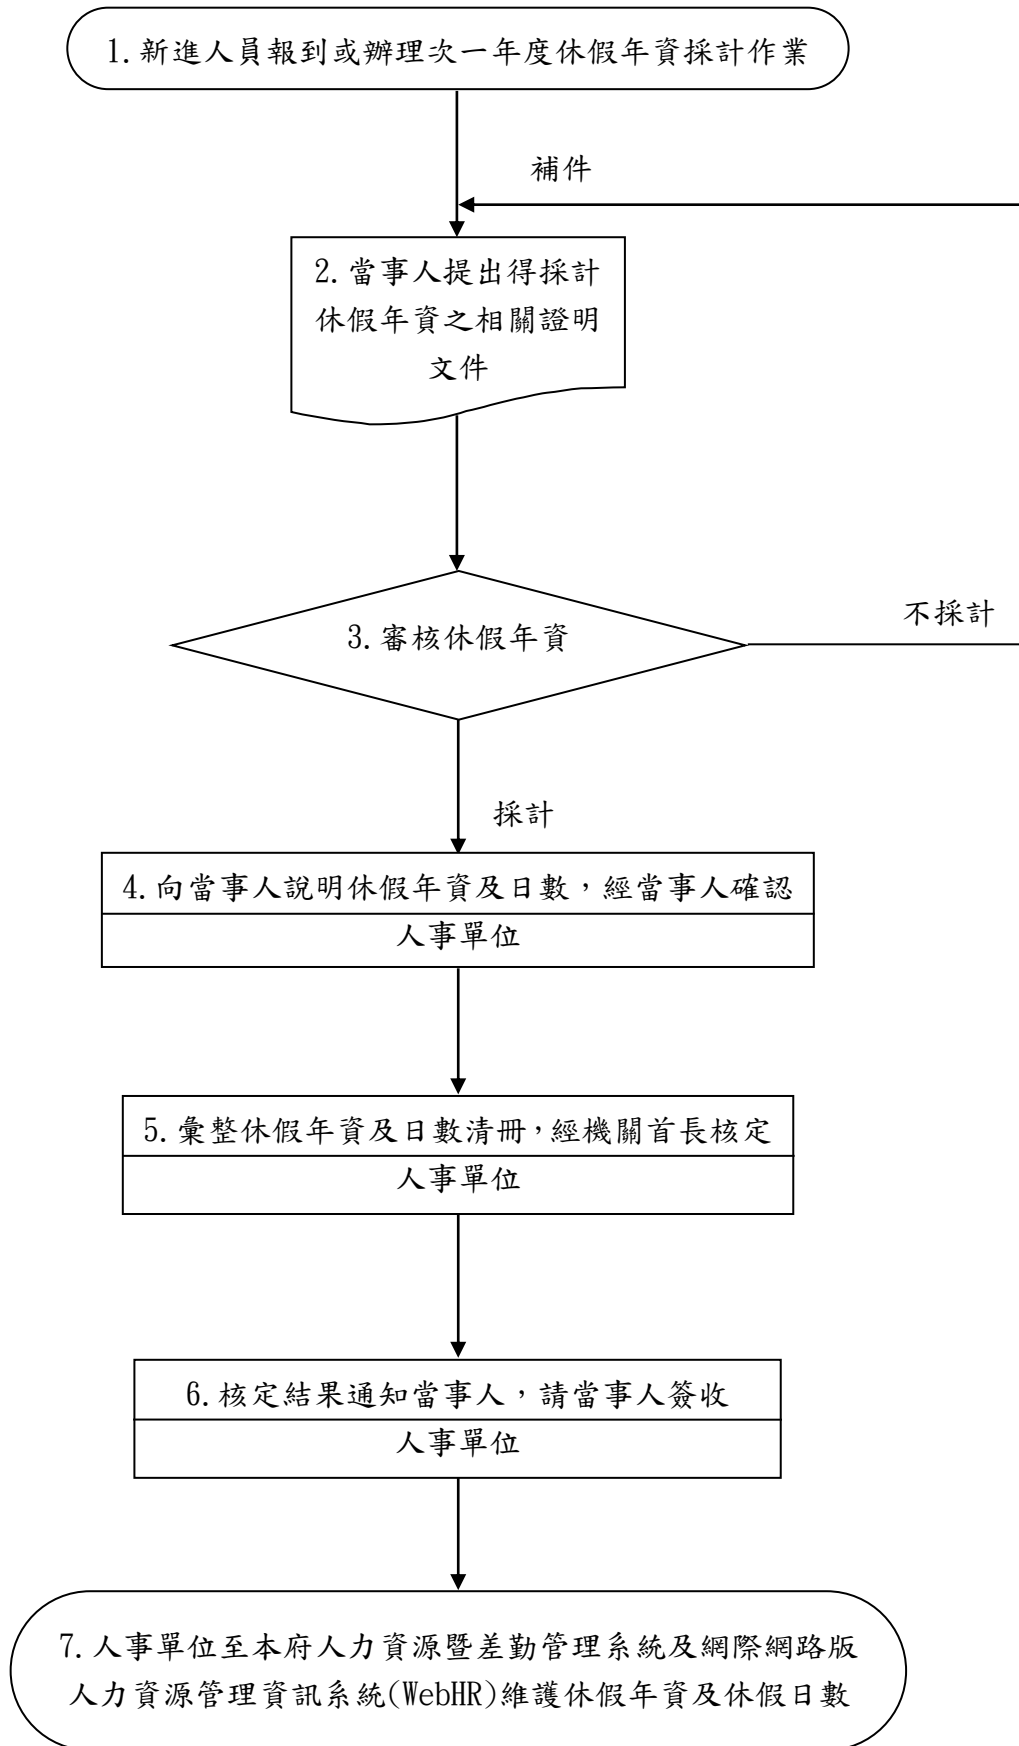 1.新進人員報到或辦理次一年度休假年資採計作業
補件
2.當事人提出得採計
休假年資之相關證明
文件
3.審核休假年資
不採計
採計
4.向當事人說明休假年資及日數，經當事人確認
人事單位
5.彙整休假年資及日數清冊，經機關首長核定
人事單位
6.核定結果通知當事人，請當事人簽收
人事單位
7.人事單位至本府人力資源暨差勤管理系統及網際網路版
人力資源管理資訊系統(WebHR)維護休假年資及休假日數